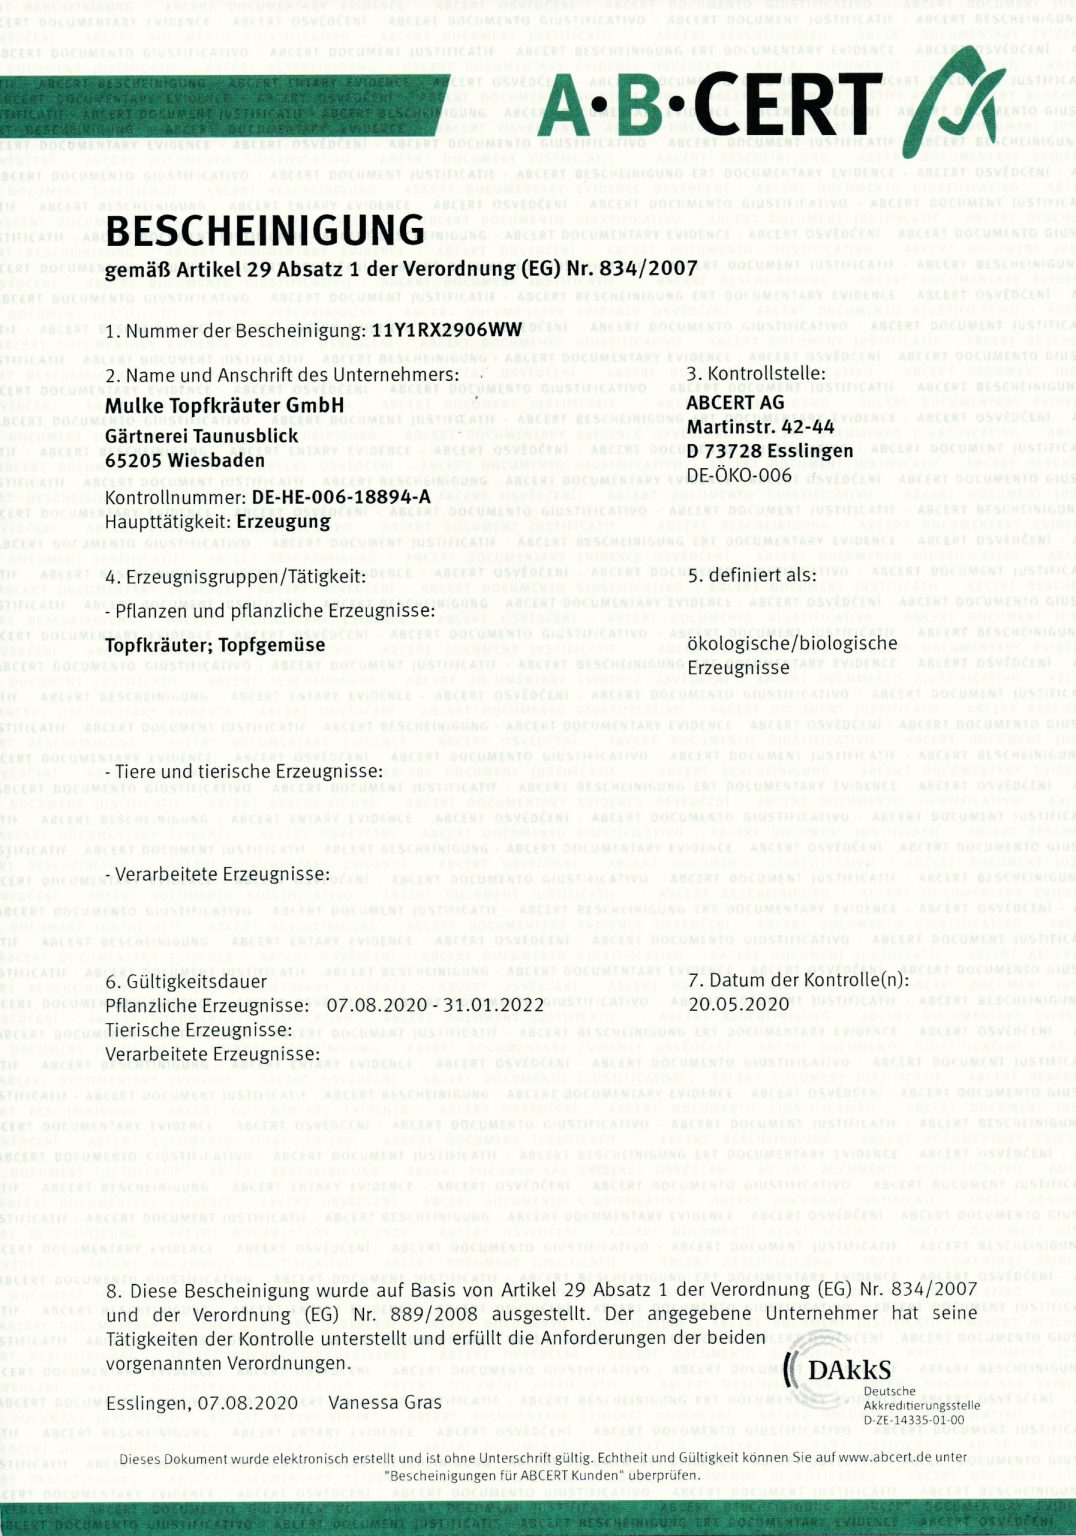 A·B·CERT
BESCHEINIGUNG
gemäß Artikel 29 Absatz 1 der Verordnung (EG) Nr. 834/2007
1. Nummer der Bescheinigung: 11Y1RX2906WW
2. Name und Anschrift des Unternehmers:
Mulke Topfkräuter GmbH
Gärtnerei Taunusblick
65205 Wiesbaden
Kontrollnummer: DE-HE-006-18894-A
Haupttätigkeit: Erzeugung
3. Kontrollstelle:
ABCERT AG
Martinstr. 42-44
D 73728 Esslingen
DE-ÖKO-006
4. Erzeugnisgruppen/Tätigkeit:
- Pflanzen und pflanzliche Erzeugnisse:
Topfkräuter; Topfgemüse
5. definiert als:
ökologische/biologische
Erzeugnisse
- Tiere und tierische Erzeugnisse:
- Verarbeitete Erzeugnisse:
6. Gültigkeitsdauer
Pflanzliche Erzeugnisse: 07.08.2020 - 31.01.2022
Tierische Erzeugnisse:
Verarbeitete Erzeugnisse:
7. Datum der Kontrolle(n):
20.05.2020
8. Diese Bescheinigung wurde auf Basis von Artikel 29 Absatz 1 der Verordnung (EG) Nr. 834/2007
und der Verordnung (EG) Nr. 889/2008 ausgestellt. Der angegebene Unternehmer hat seine
Tätigkeiten der Kontrolle unterstellt und erfüllt die Anforderungen der beiden
vorgenannten Verordnungen.
Esslingen, 07.08.2020 Vanessa Gras
DAkkS
Deutsche
Akkreditierungsstelle
D-ZE-14335-01-00
Dieses Dokument wurde elektronisch erstellt und ist ohne Unterschrift gültig. Echtheit und Gültigkeit können Sie auf www.abcert.de unter
"Bescheinigungen für ABCERT Kunden" überprüfen.